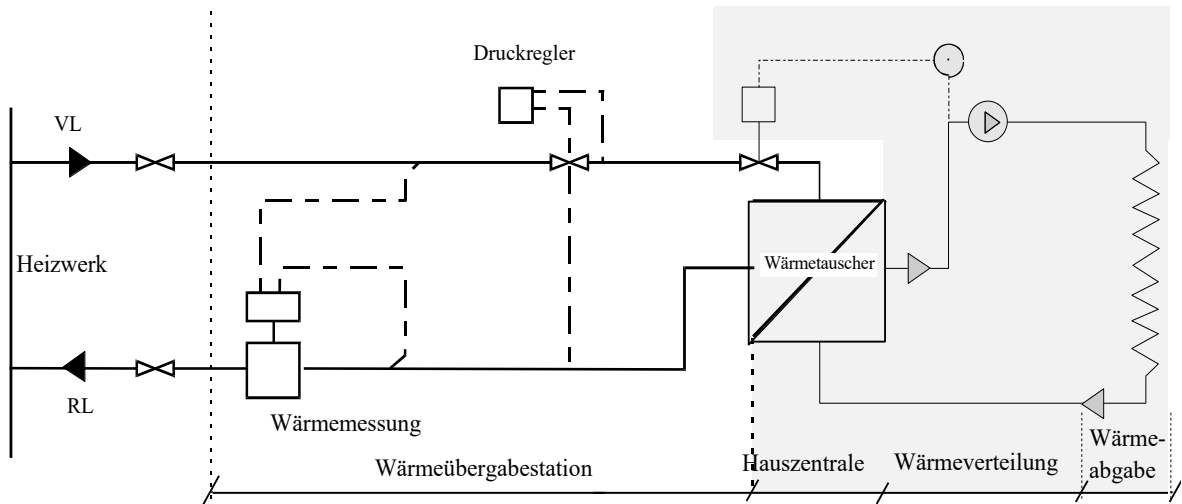 Druckregler
VL
Heizwerk
Wärmetauscher
RL
Wärmemessung
Wärmeübergabestation
Hauszentrale
Wärmeverteilung
Wärme-
abgabe